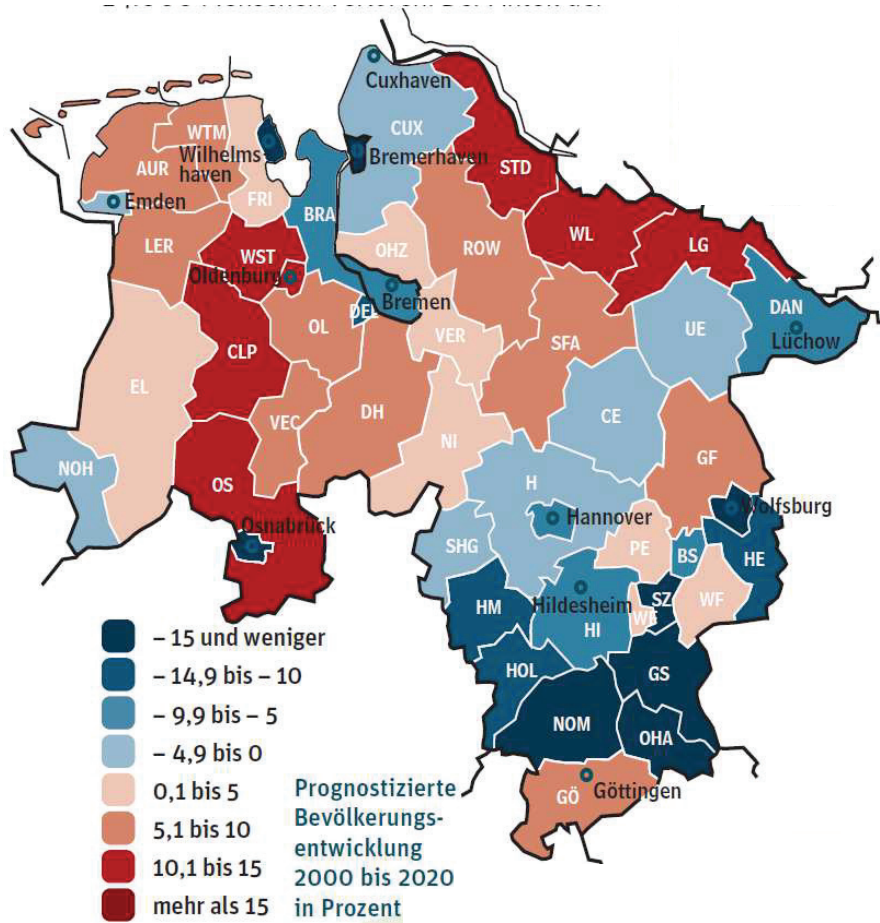 Cuxhaven
CUX
WTM
Wilhelms-
haven
Bremerhaven
AUR
STD
Emden
FRI
BRA
LER
WST
OHZ
ROW
WL
LG
Oldenburg
Bremen
DEL
DAN
OL
VER
UE
Lüchow
CLP
SFA
EL
DH
CE
VEC
NI
GF
NOH
OS
H
Wolfsburg
Osnabrück
Hannover
SHG
PE
BS
HE
HM
Hildesheim
SZ
WF
WF
HI
– 15 und weniger
HOL
GS
– 14,9 bis – 10
NOM
OHA
– 9,9 bis – 5
– 4,9 bis 0
0,1 bis 5
Prognostizierte
Göttingen
GÖ
Bevölkerungs-
5,1 bis 10
entwicklung
10,1 bis 15
2000 bis 2020
mehr als 15
in Prozent